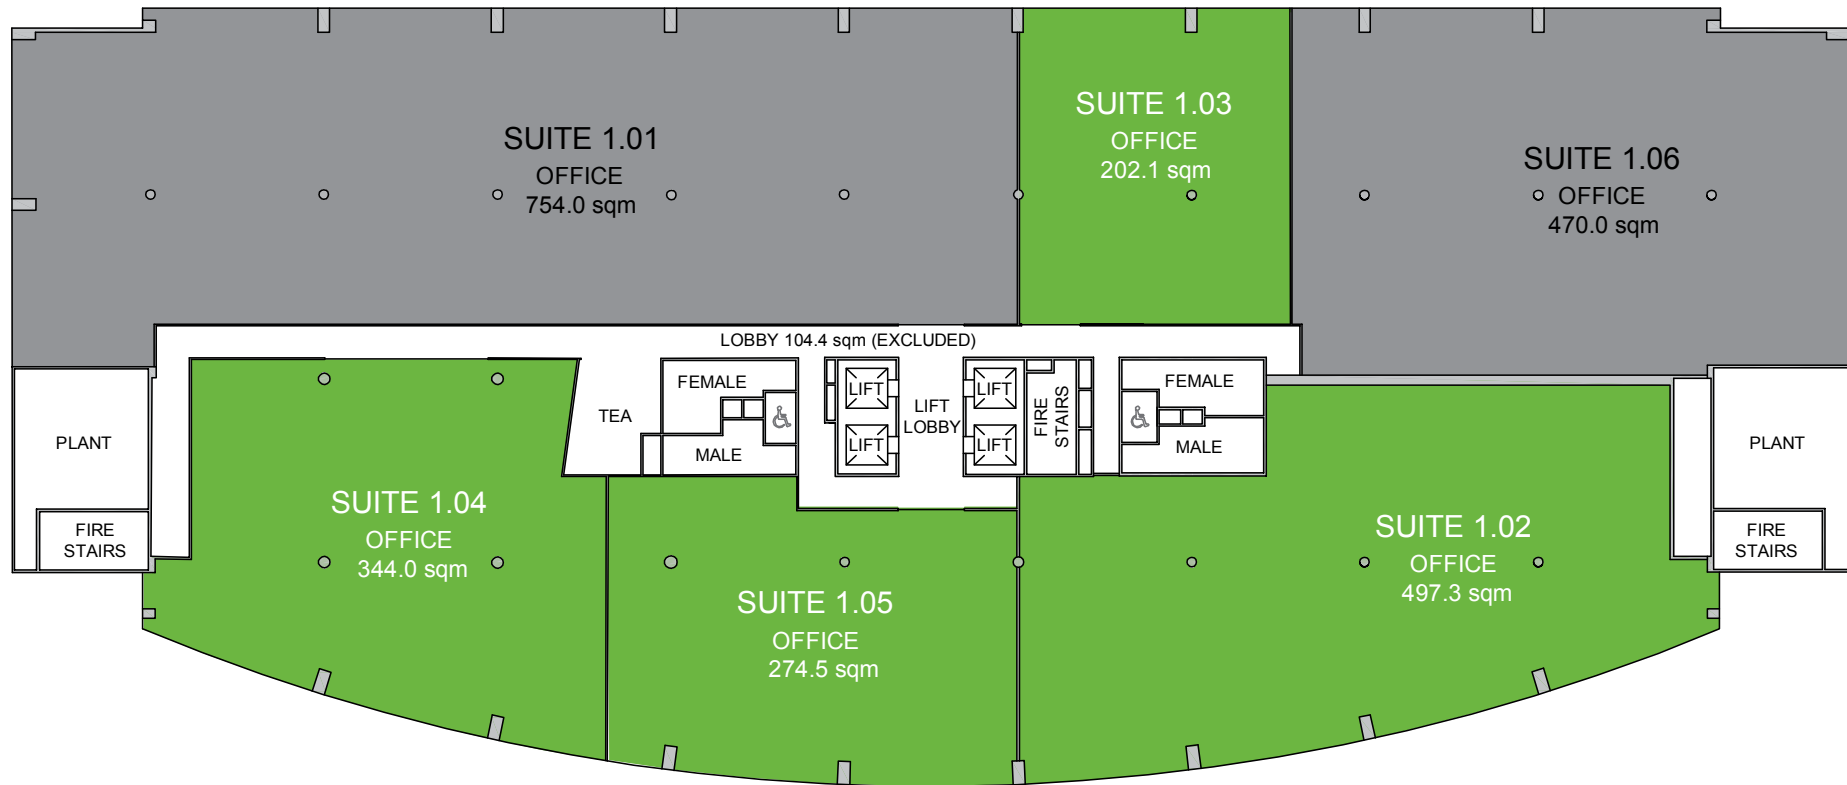 SUITE 1.01
OFFICE
754.0 sqm
SUITE 1.03
OFFICE
202.1 sqm
SUITE 1.06
OFFICE
470.0 sqm
LOBBY 104.4 sqm (EXCLUDED)
PLANT
FIRE
STAIRS
SUITE 1.04
OFFICE
344.0 sqm
TEA
FEMALE
MALE
LIFT
LIFT
LIFT
LOBBY
LIFT
LIFT
FIRE
STAIRS
FEMALE
MALE
SUITE 1.05
OFFICE
274.5 sqm
SUITE 1.02
OFFICE
497.3 sqm
PLANT
FIRE
STAIRS